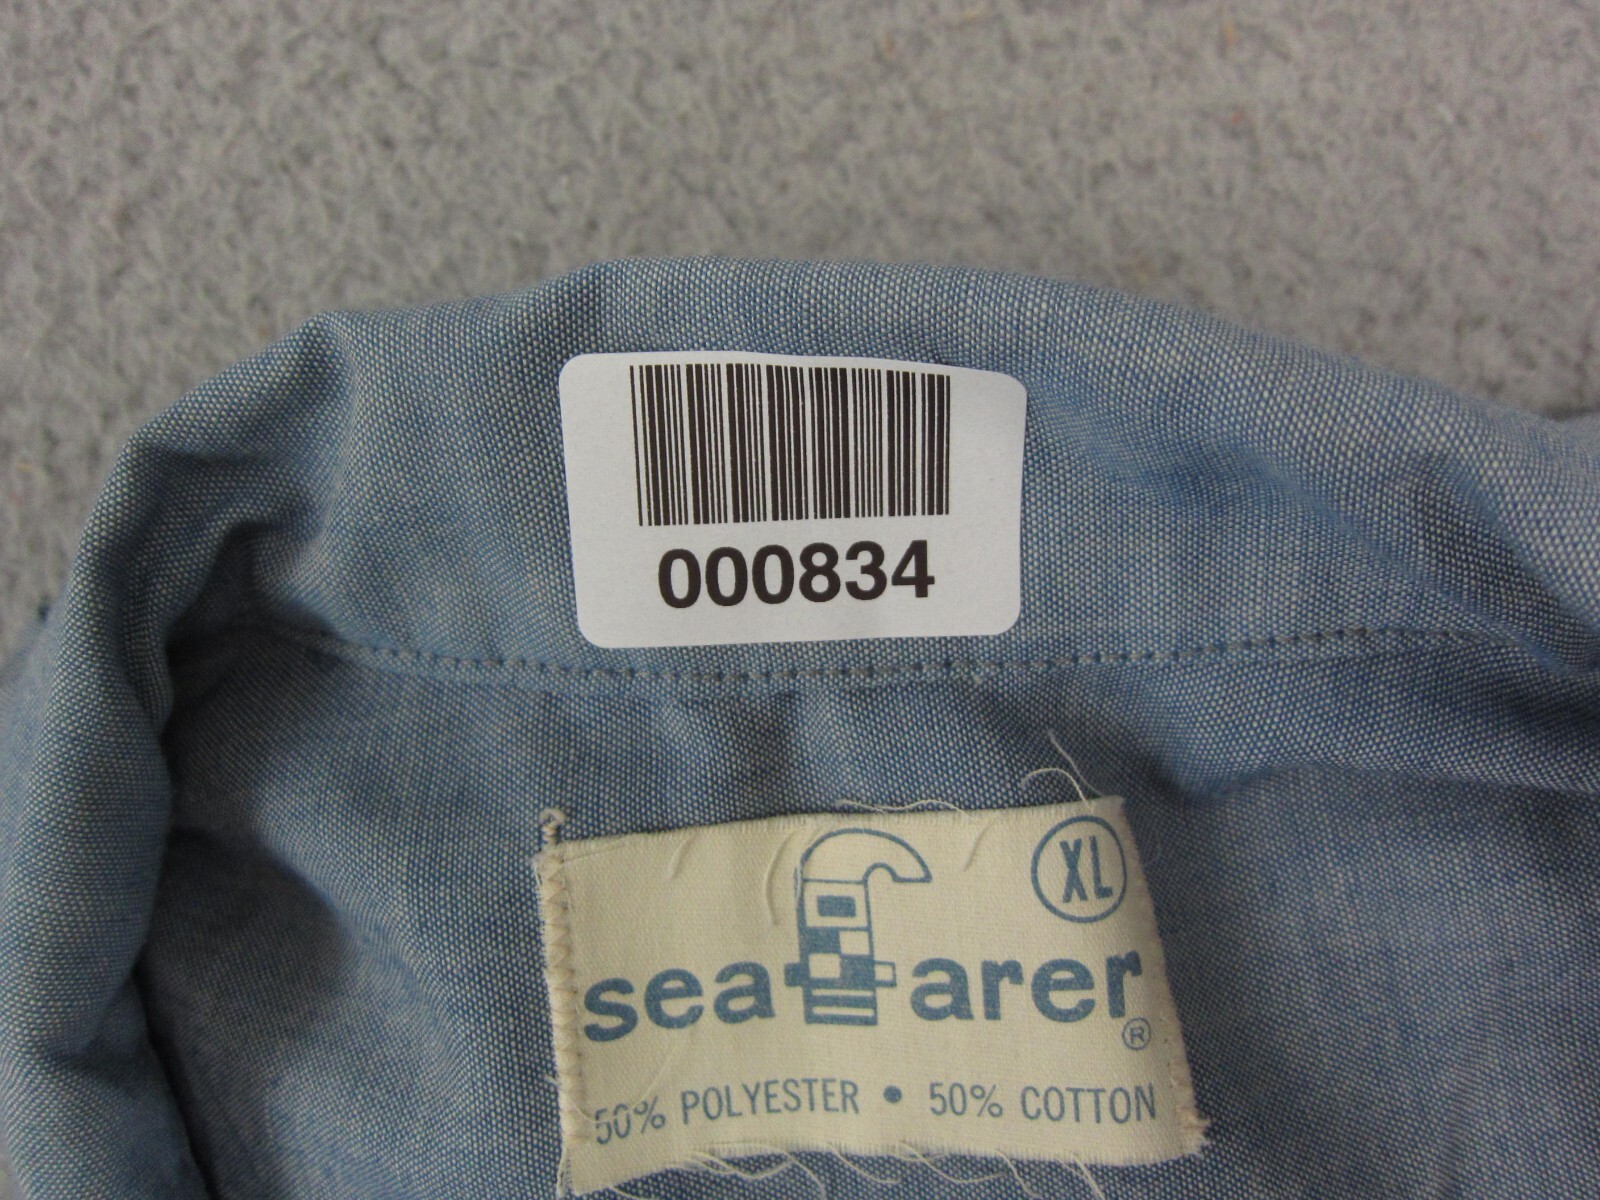 000834
XL
seafarer®
50% POLYESTER • 50% COTTON